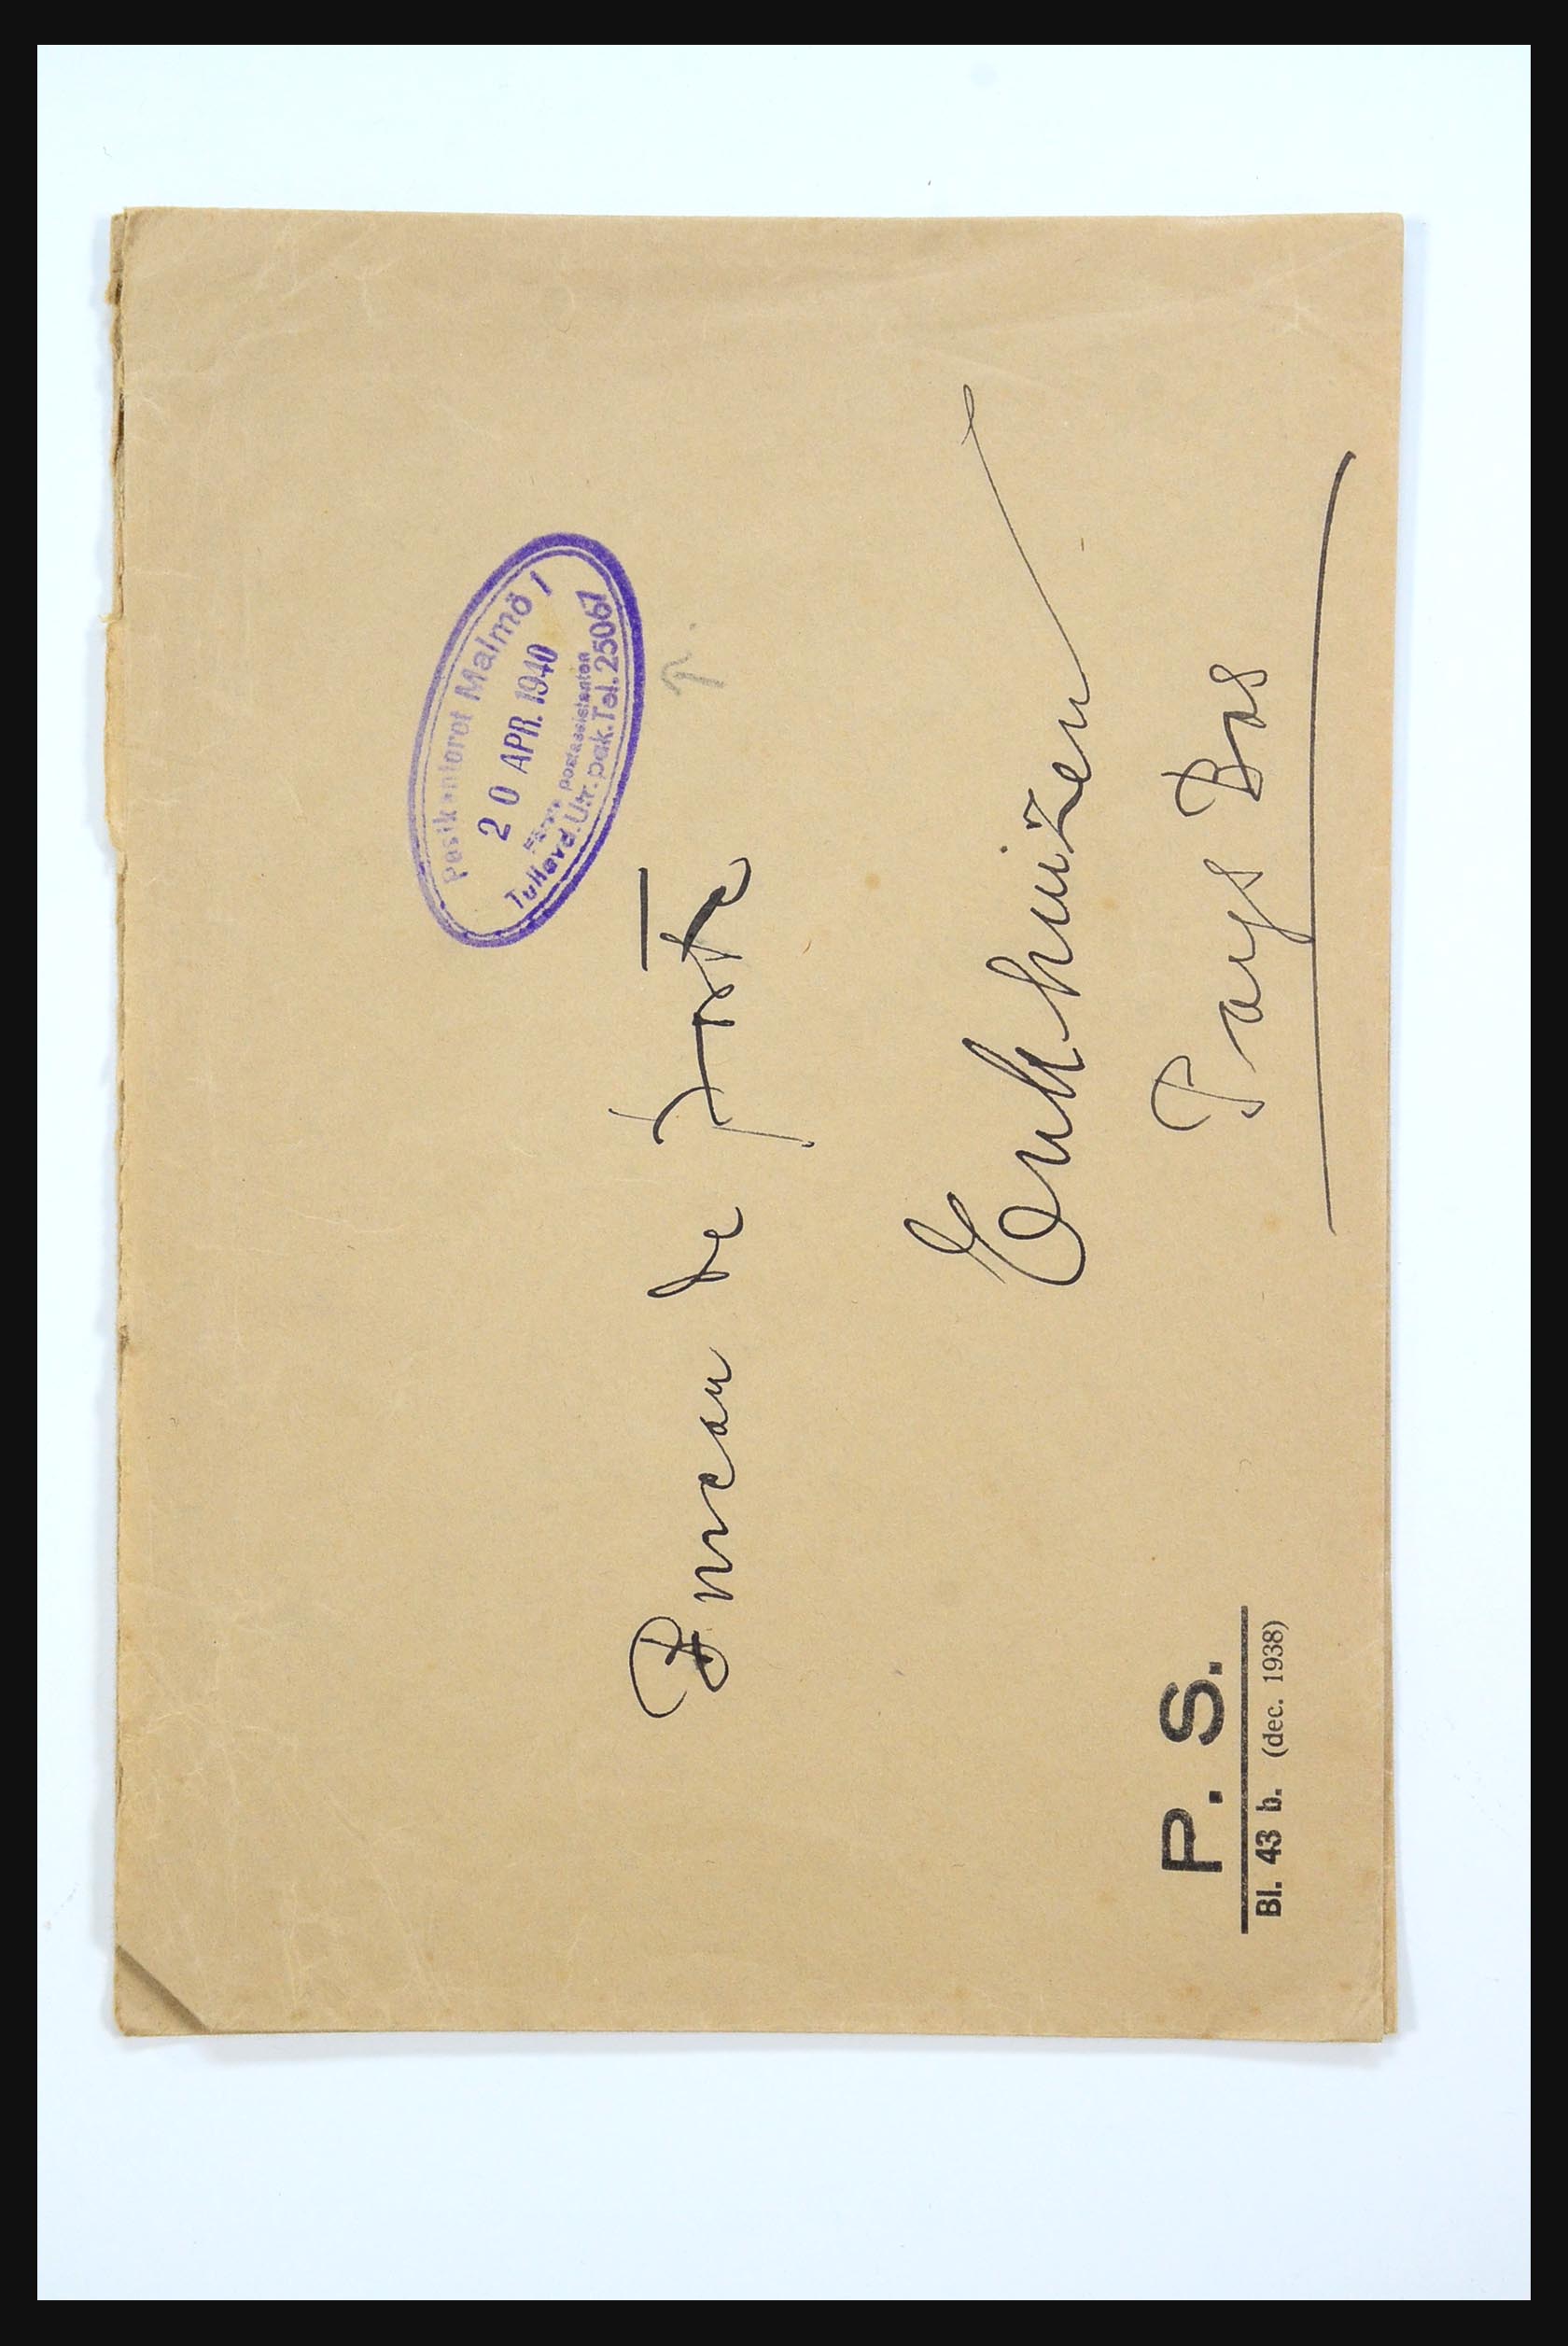 Postkontoret Malmö 1
20 APR. 1940
Förste postassistenten
Tullavd. Utr. pak. Tel. 25067
Bureau de poste
Enkhuizen
Pays Bas
P. S.
Bl. 43 b. (dec. 1938)